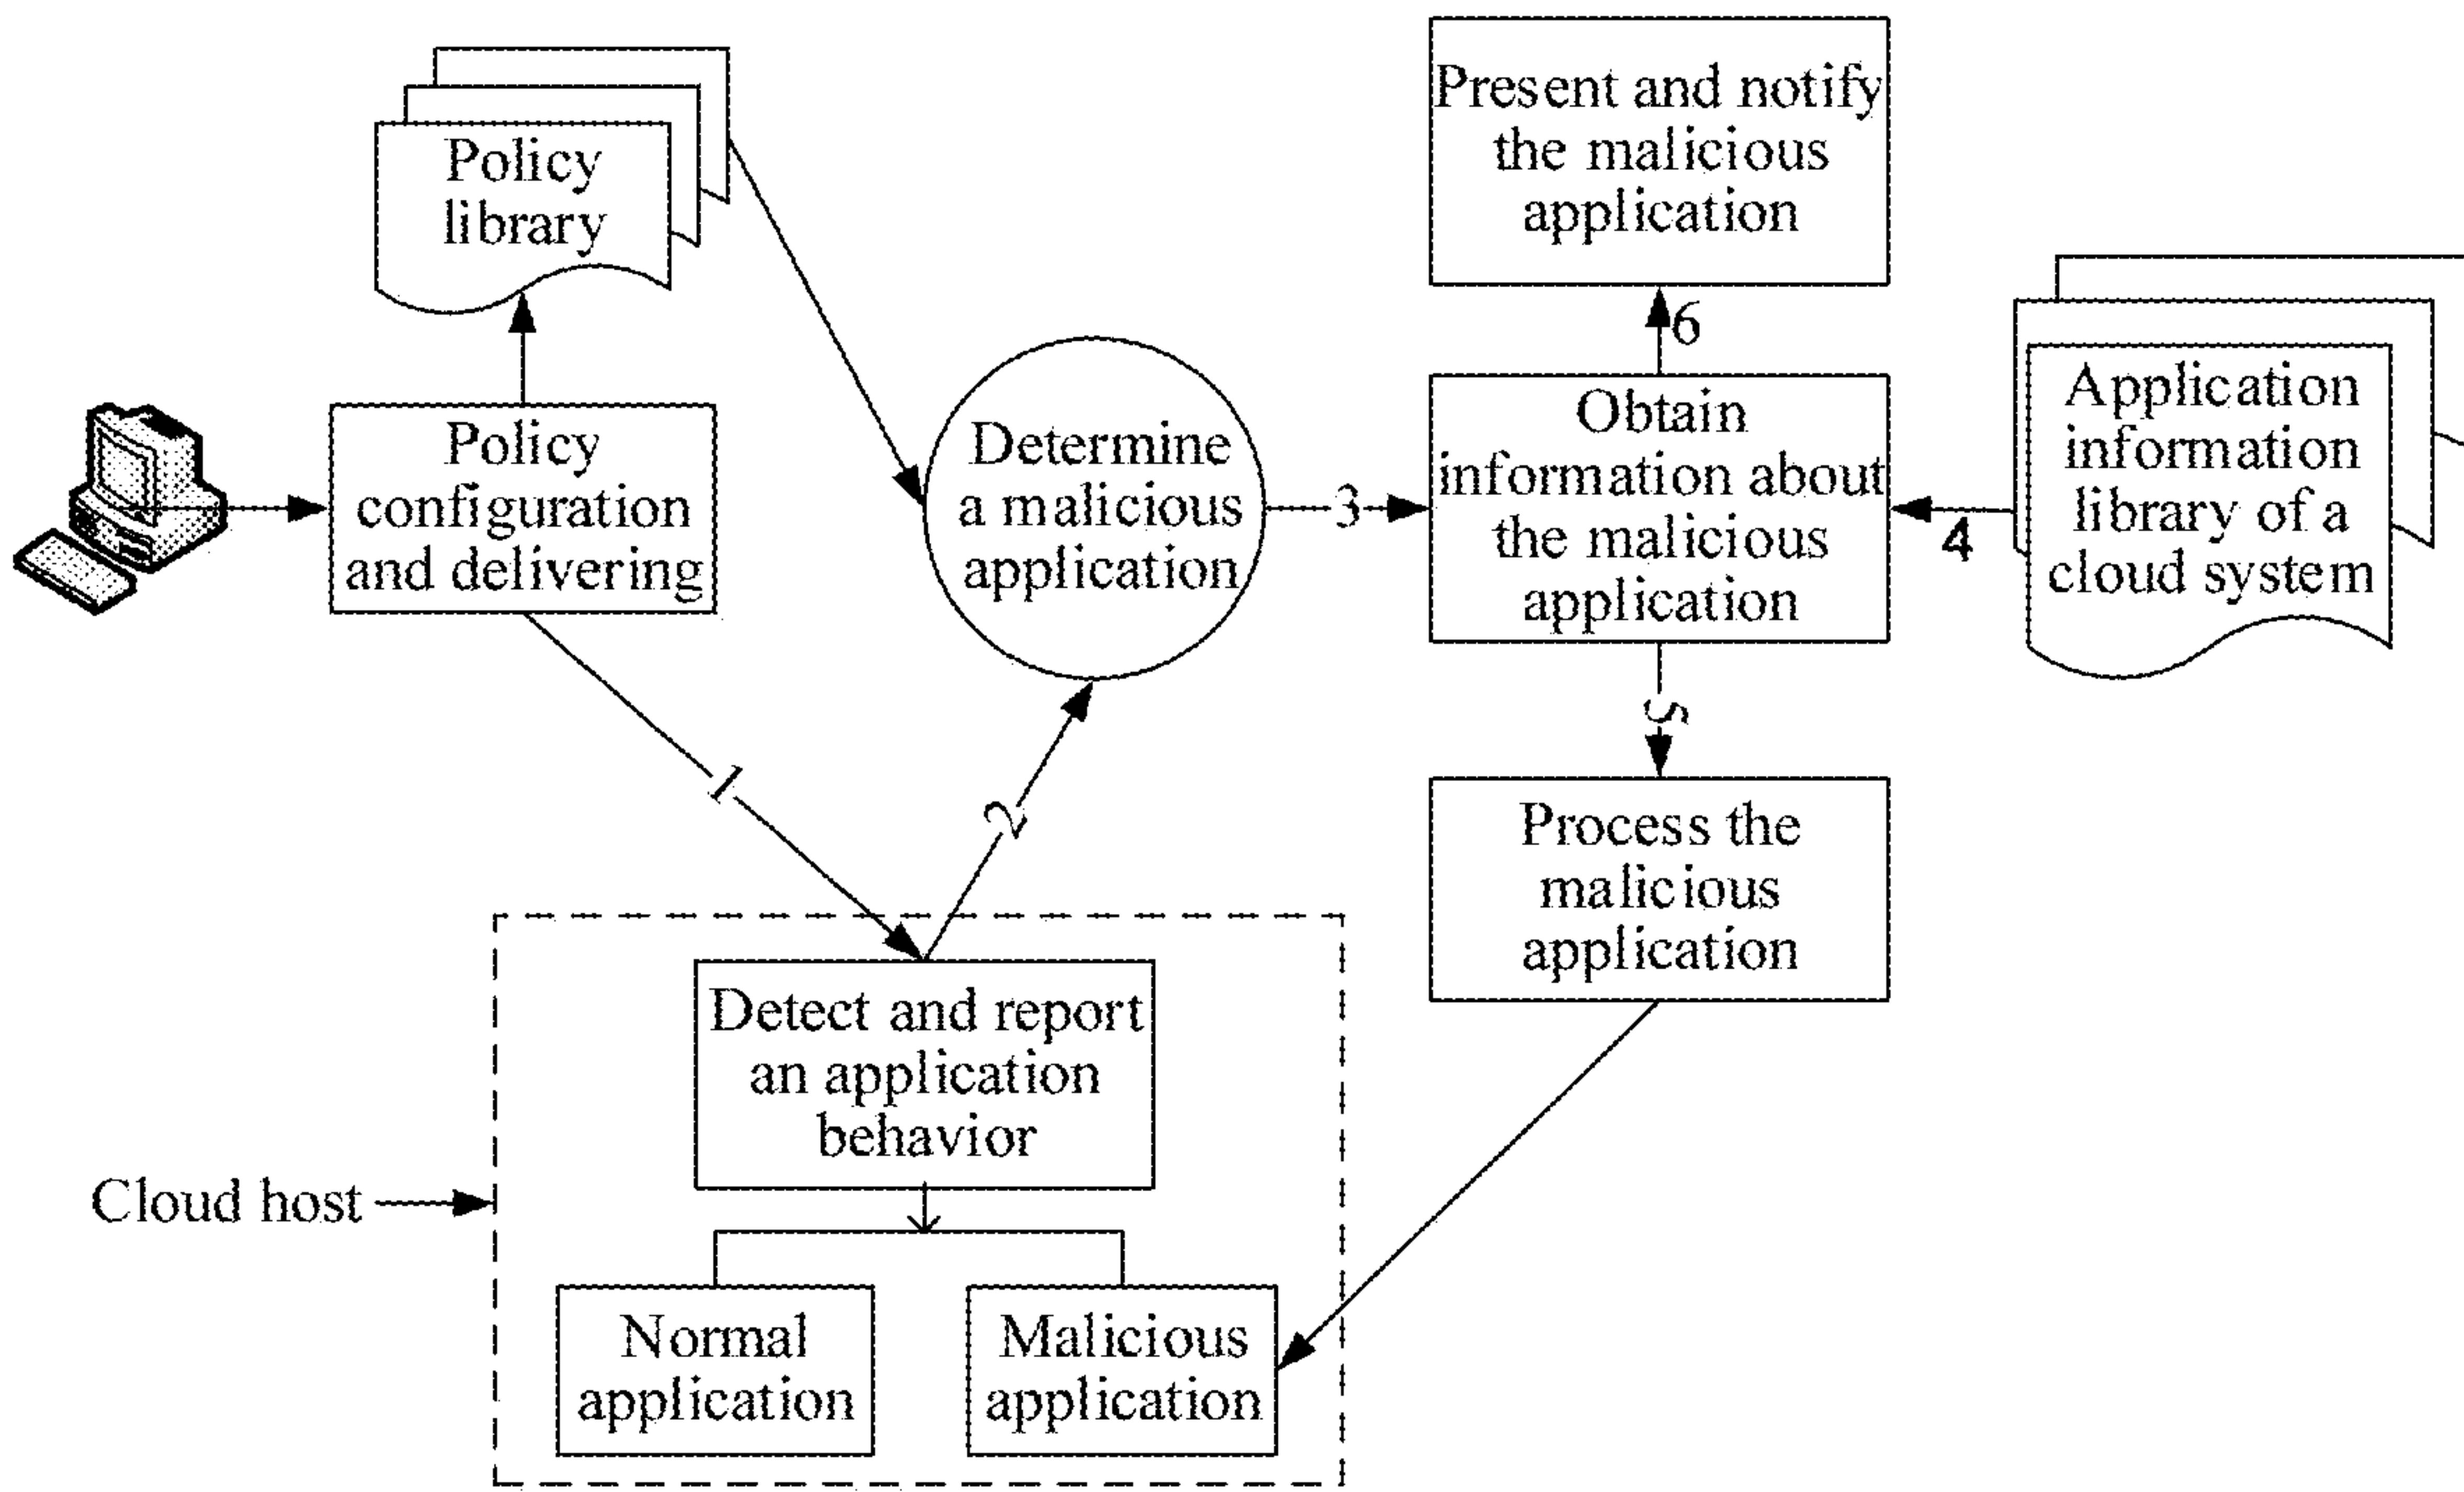 Policy
library
Policy
configuration
and delivering
Determine
a malicious
application
Present and notify
the malicious
application
6
Obtain
information about
the malicious
application
3
4
Application
information
library of a
cloud system
5
Process the
malicious
application
1
2
Detect and report
an application
behavior
Cloud host
Normal
application
Malicious
application